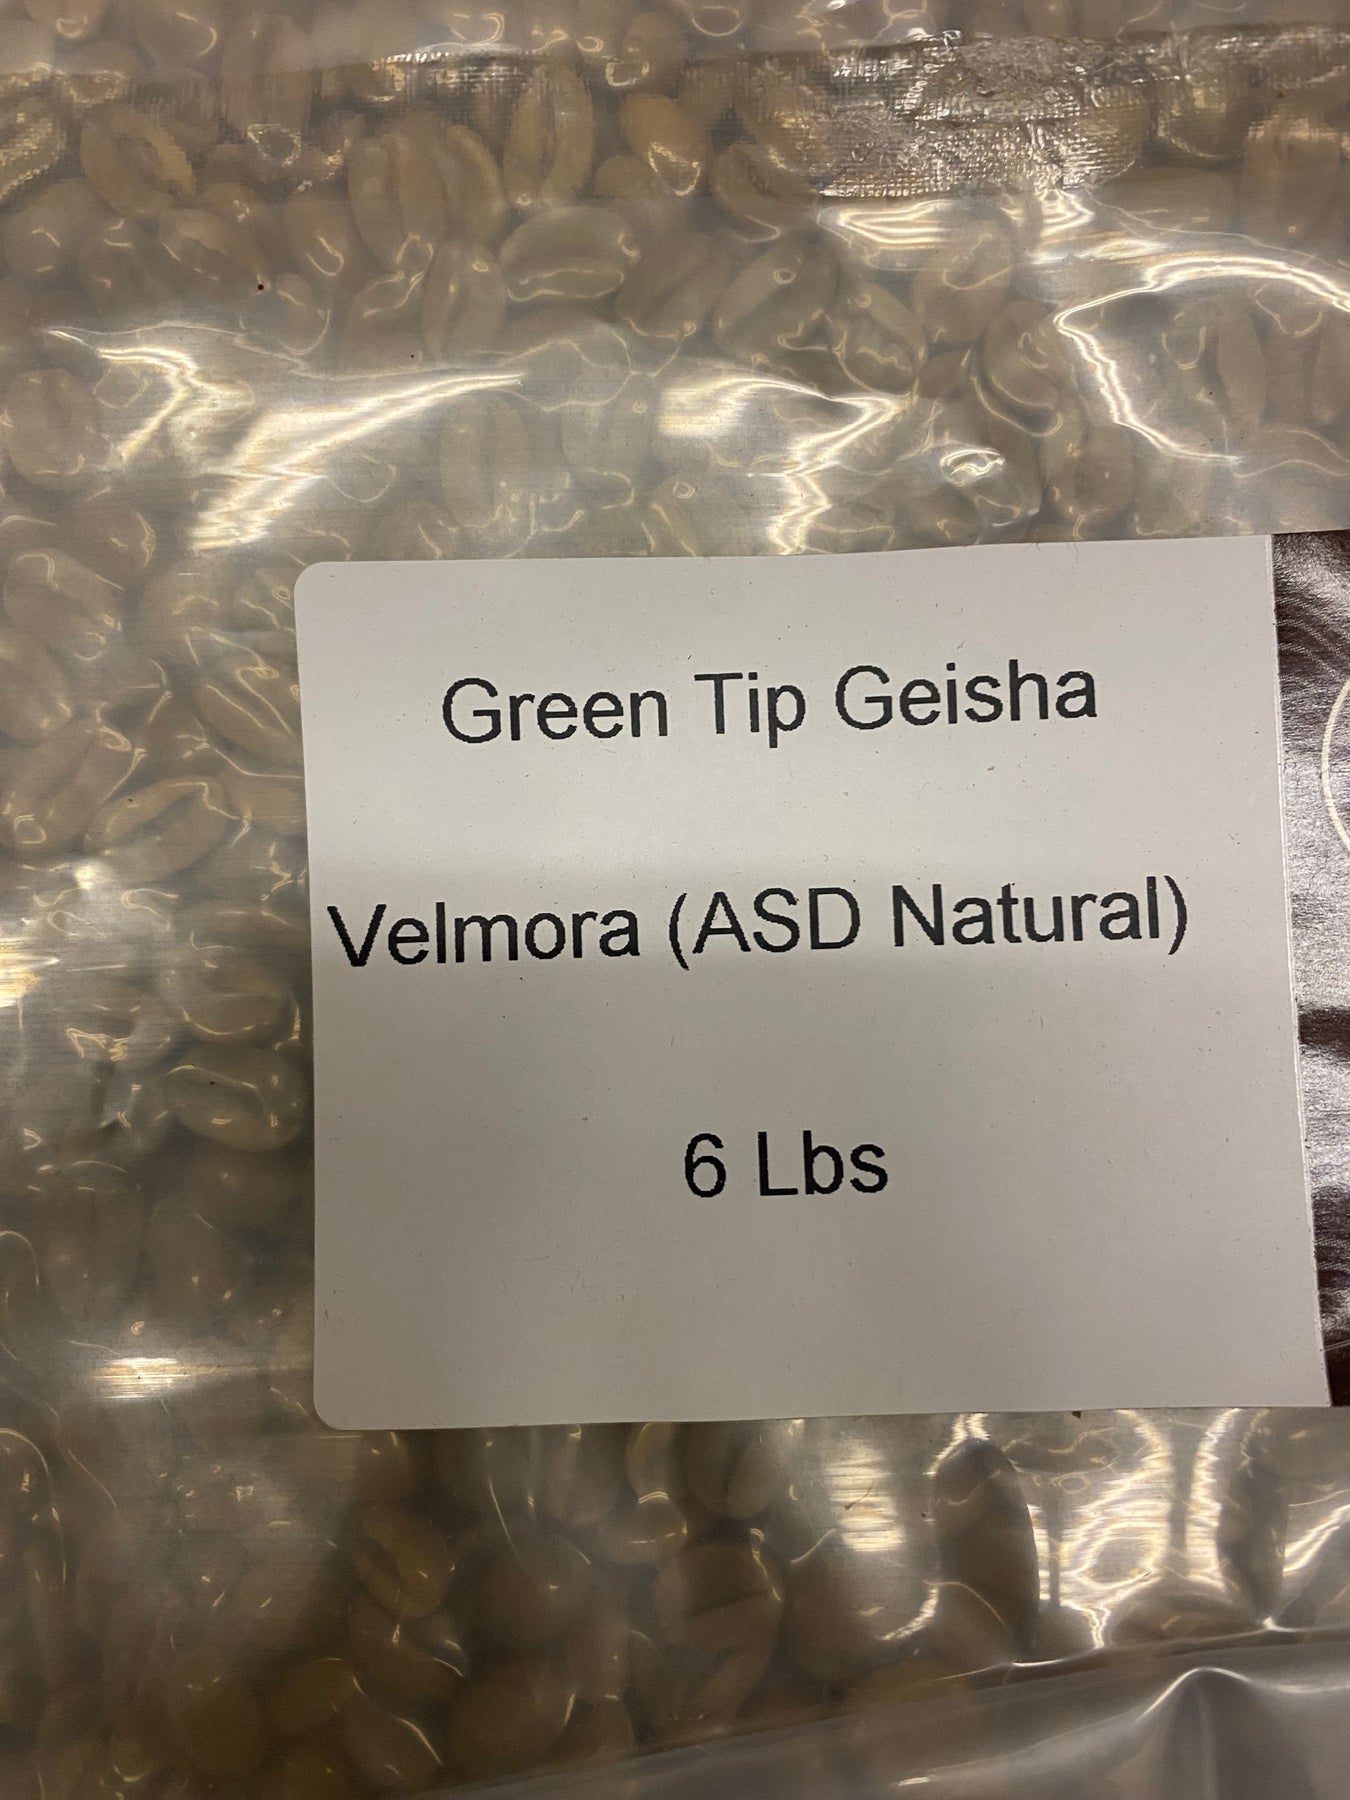 Green Tip Geisha
Velmora (ASD Natural)
6 Lbs